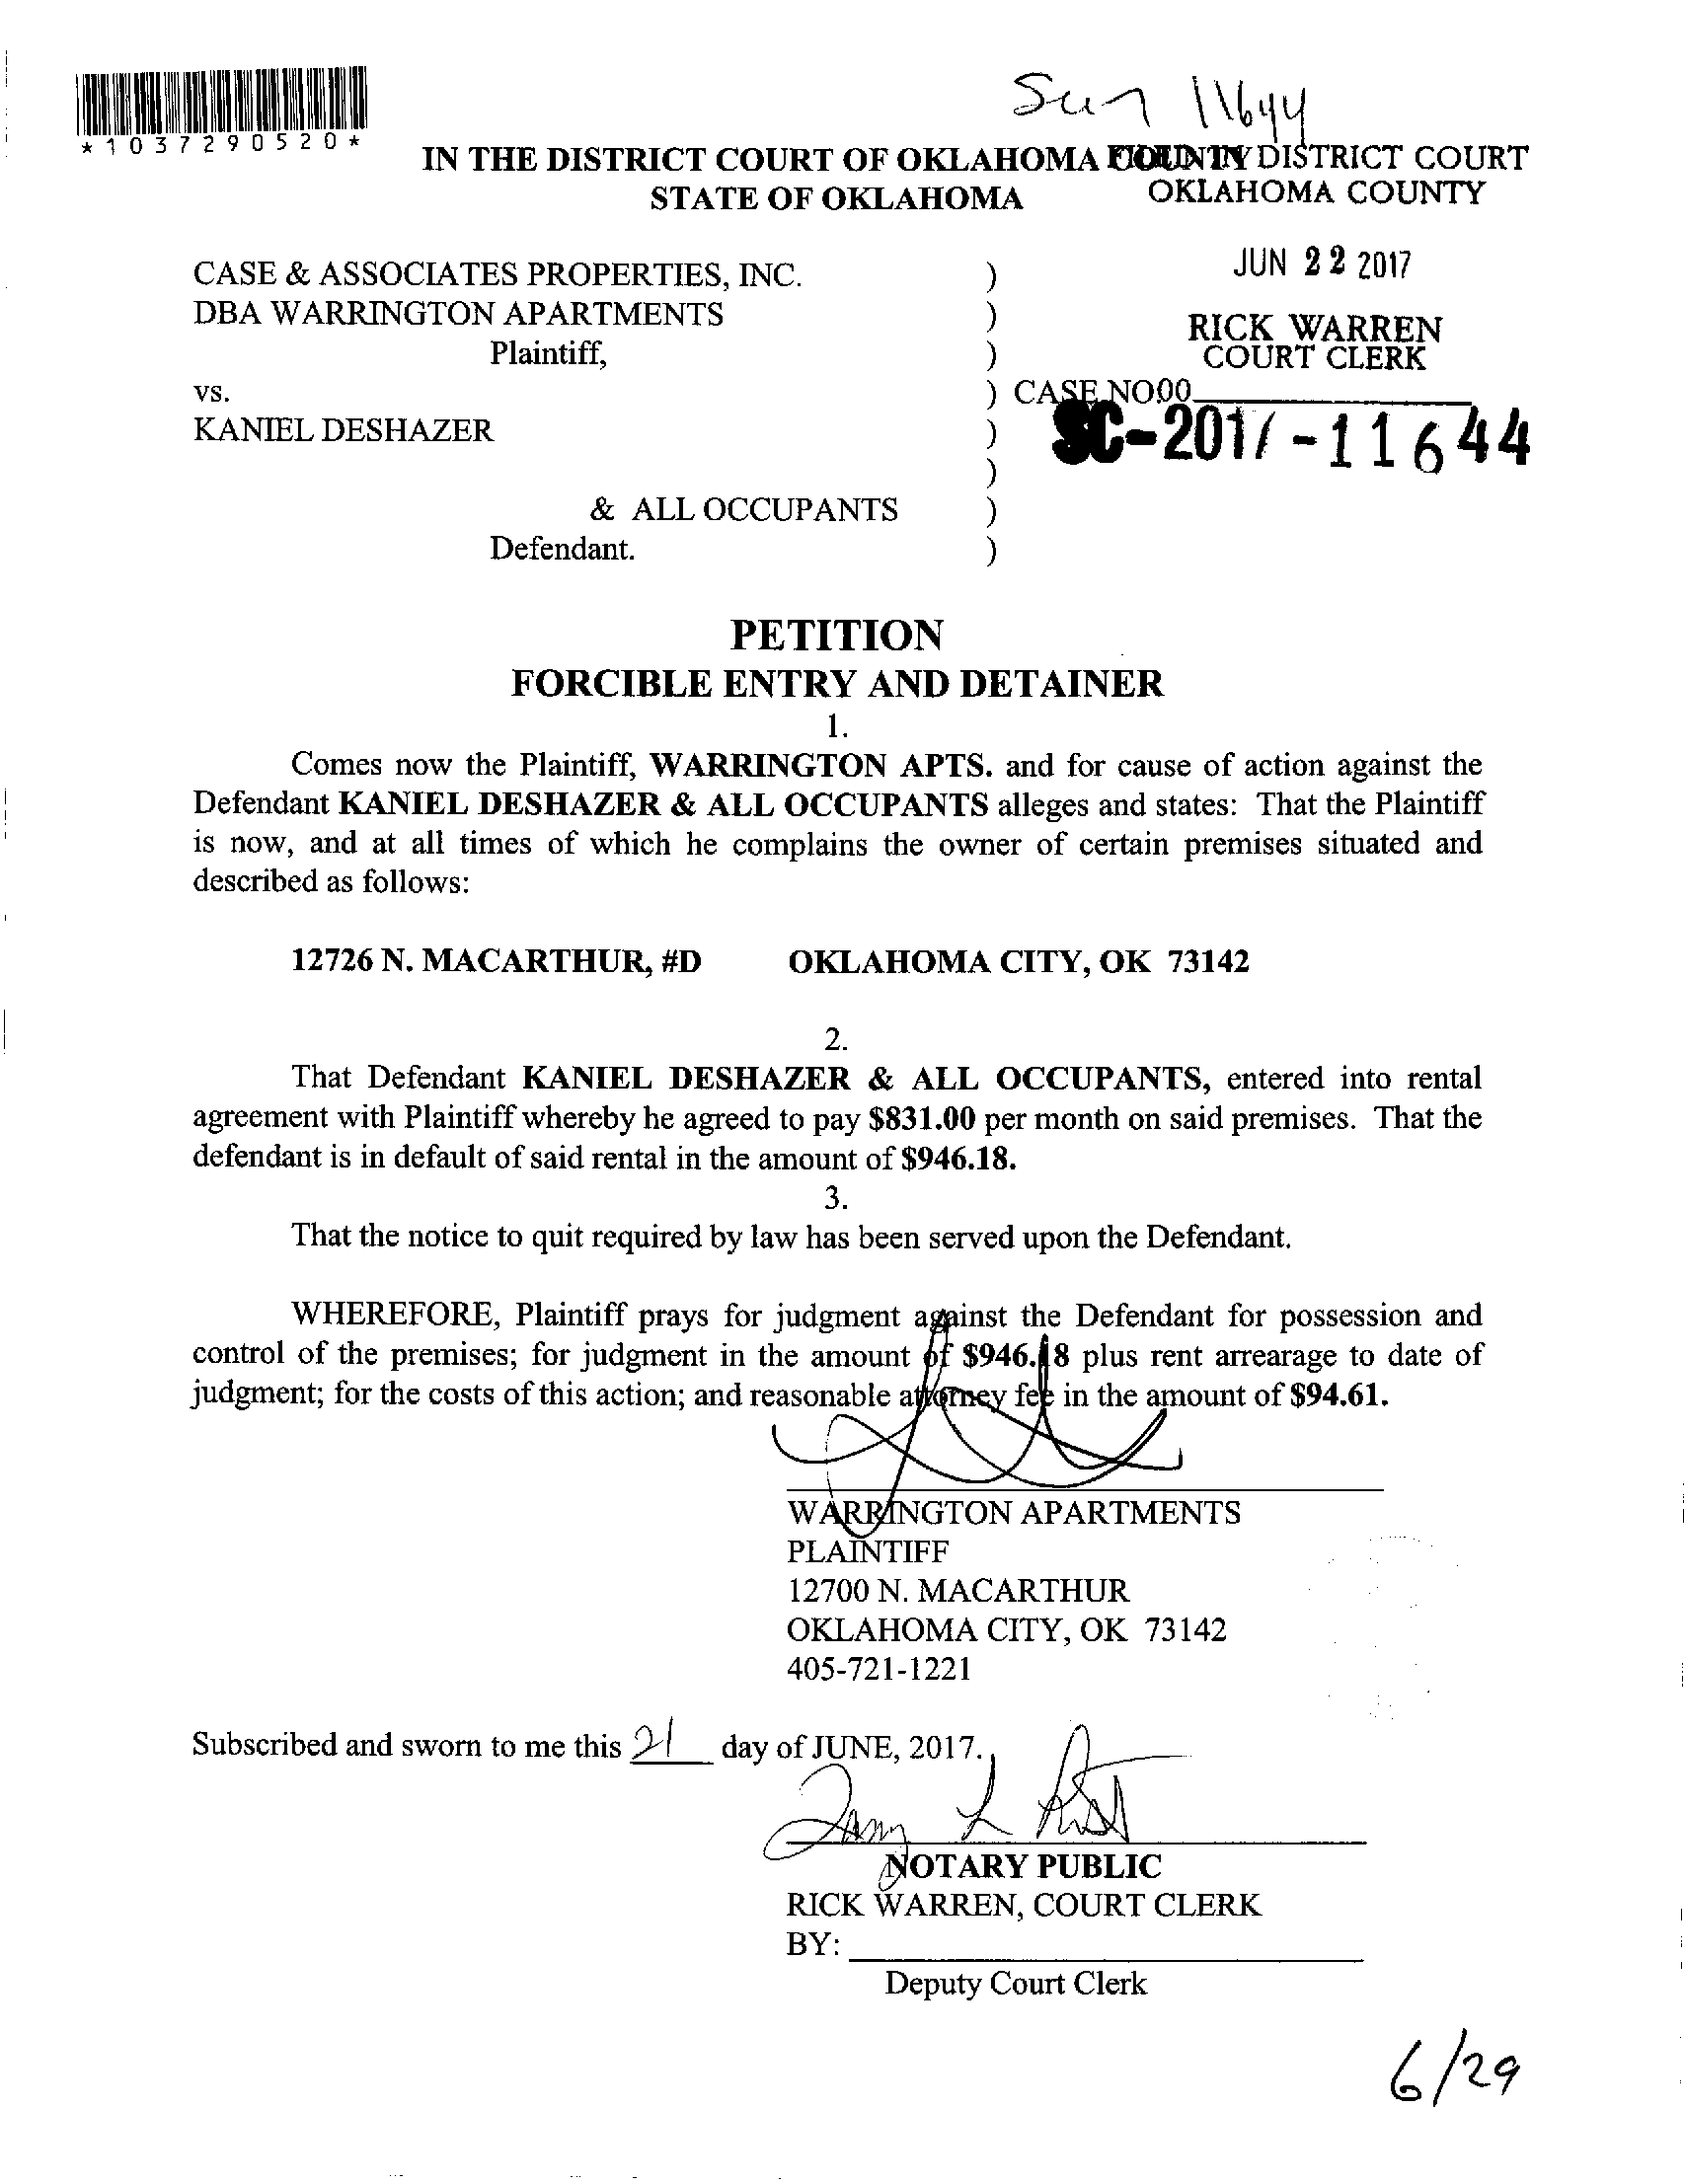 Sum 11644
*1037290520*
IN THE DISTRICT COURT OF OKLAHOMA COUNTY
FILED IN DISTRICT COURT
STATE OF OKLAHOMA
OKLAHOMA COUNTY
JUN 22 2017
RICK WARREN
COURT CLERK
CASE & ASSOCIATES PROPERTIES, INC. )
DBA WARRINGTON APARTMENTS )
Plaintiff, )
vs. ) CASE NO00
KANIEL DESHAZER ) SC-2017-11644
)
& ALL OCCUPANTS )
Defendant. )
PETITION
FORCIBLE ENTRY AND DETAINER
1.
Comes now the Plaintiff, WARRINGTON APTS. and for cause of action against the
Defendant KANIEL DESHAZER & ALL OCCUPANTS alleges and states: That the Plaintiff
is now, and at all times of which he complains the owner of certain premises situated and
described as follows:
12726 N. MACARTHUR, #D OKLAHOMA CITY, OK 73142
2.
That Defendant KANIEL DESHAZER & ALL OCCUPANTS, entered into rental
agreement with Plaintiff whereby he agreed to pay $831.00 per month on said premises. That the
defendant is in default of said rental in the amount of $946.18.
3.
That the notice to quit required by law has been served upon the Defendant.
WHEREFORE, Plaintiff prays for judgment against the Defendant for possession and
control of the premises; for judgment in the amount of $946.18 plus rent arrearage to date of
judgment; for the costs of this action; and reasonable attorney fee in the amount of $94.61.
WARRINGTON APARTMENTS
PLAINTIFF
12700 N. MACARTHUR
OKLAHOMA CITY, OK 73142
405-721-1221
Subscribed and sworn to me this 21 day of JUNE, 2017.
NOTARY PUBLIC
RICK WARREN, COURT CLERK
BY:
Deputy Court Clerk
6/29